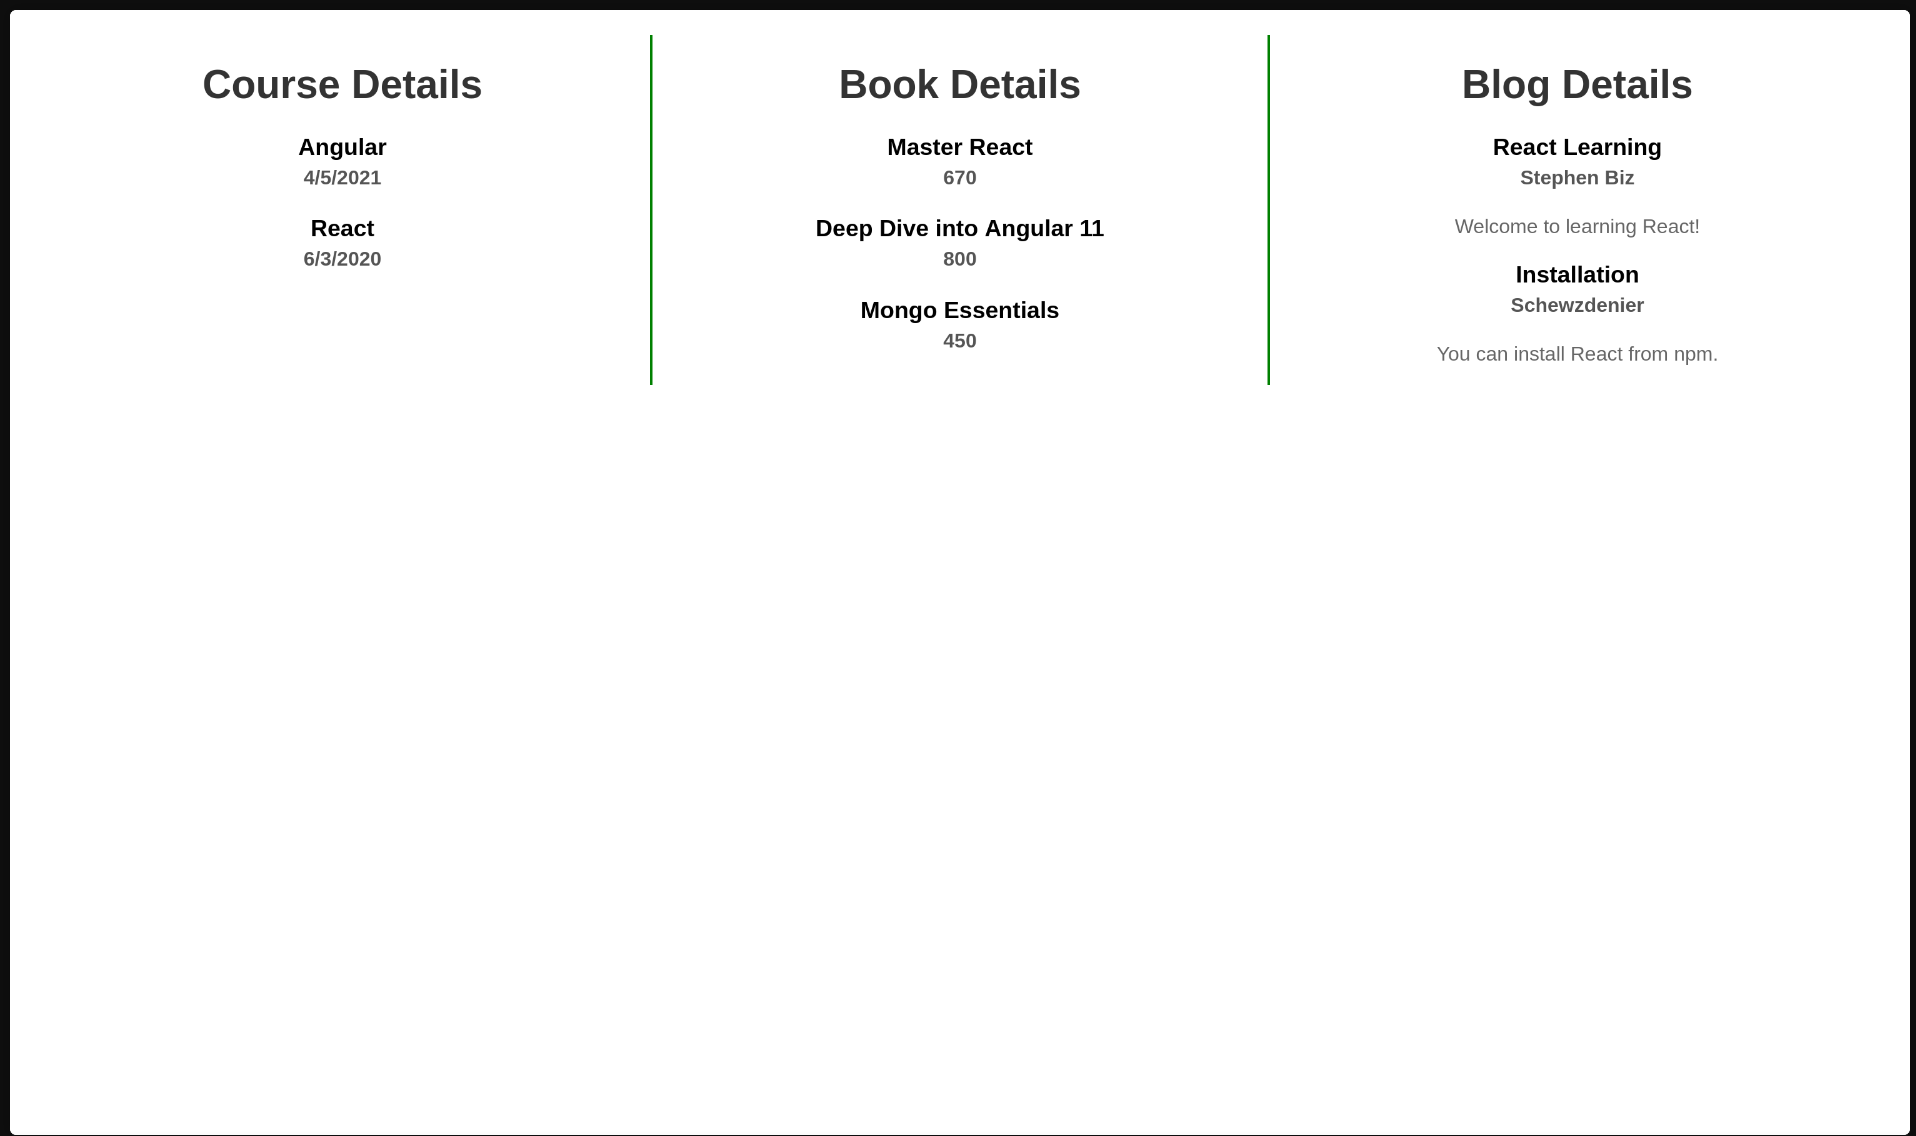 Course Details
Angular
4/5/2021
React
6/3/2020
Book Details
Master React
670
Deep Dive into Angular 11
800
Mongo Essentials
450
Blog Details
React Learning
Stephen Biz
Welcome to learning React!
Installation
Schewzdenier
You can install React from npm.